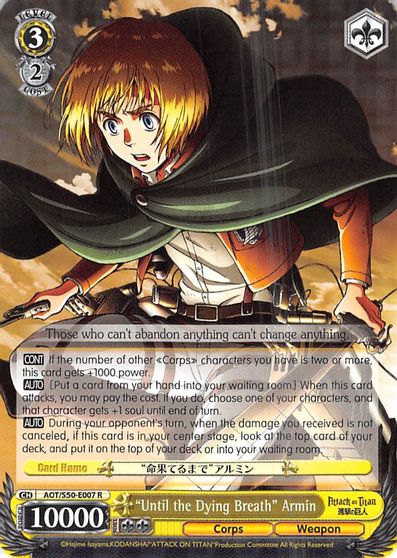 LEVEL
3
2
COST
Those who can't abandon anything can't change anything.
CONT If the number of other «Corps» characters you have is two or more, this card gets +1000 power.
AUTO [Put a card from your hand into your waiting room] When this card attacks, you may pay the cost. If you do, choose one of your characters, and that character gets +1 soul until end of turn.
AUTO During your opponent's turn, when the damage you received is not canceled, if this card is in your center stage, look at the top card of your deck, and put it on the top of your deck or into your waiting room.
Card Name
"命果てるまで"アルミン
CH AOT/S50-E007 R
"Until the Dying Breath" Armin
Attack on Titan
進撃の巨人
POWER
10000
SOUL
Corps
Weapon
©Hajime Isayama,KODANSHA/"ATTACK ON TITAN"Production Committee All Rights Reserved.